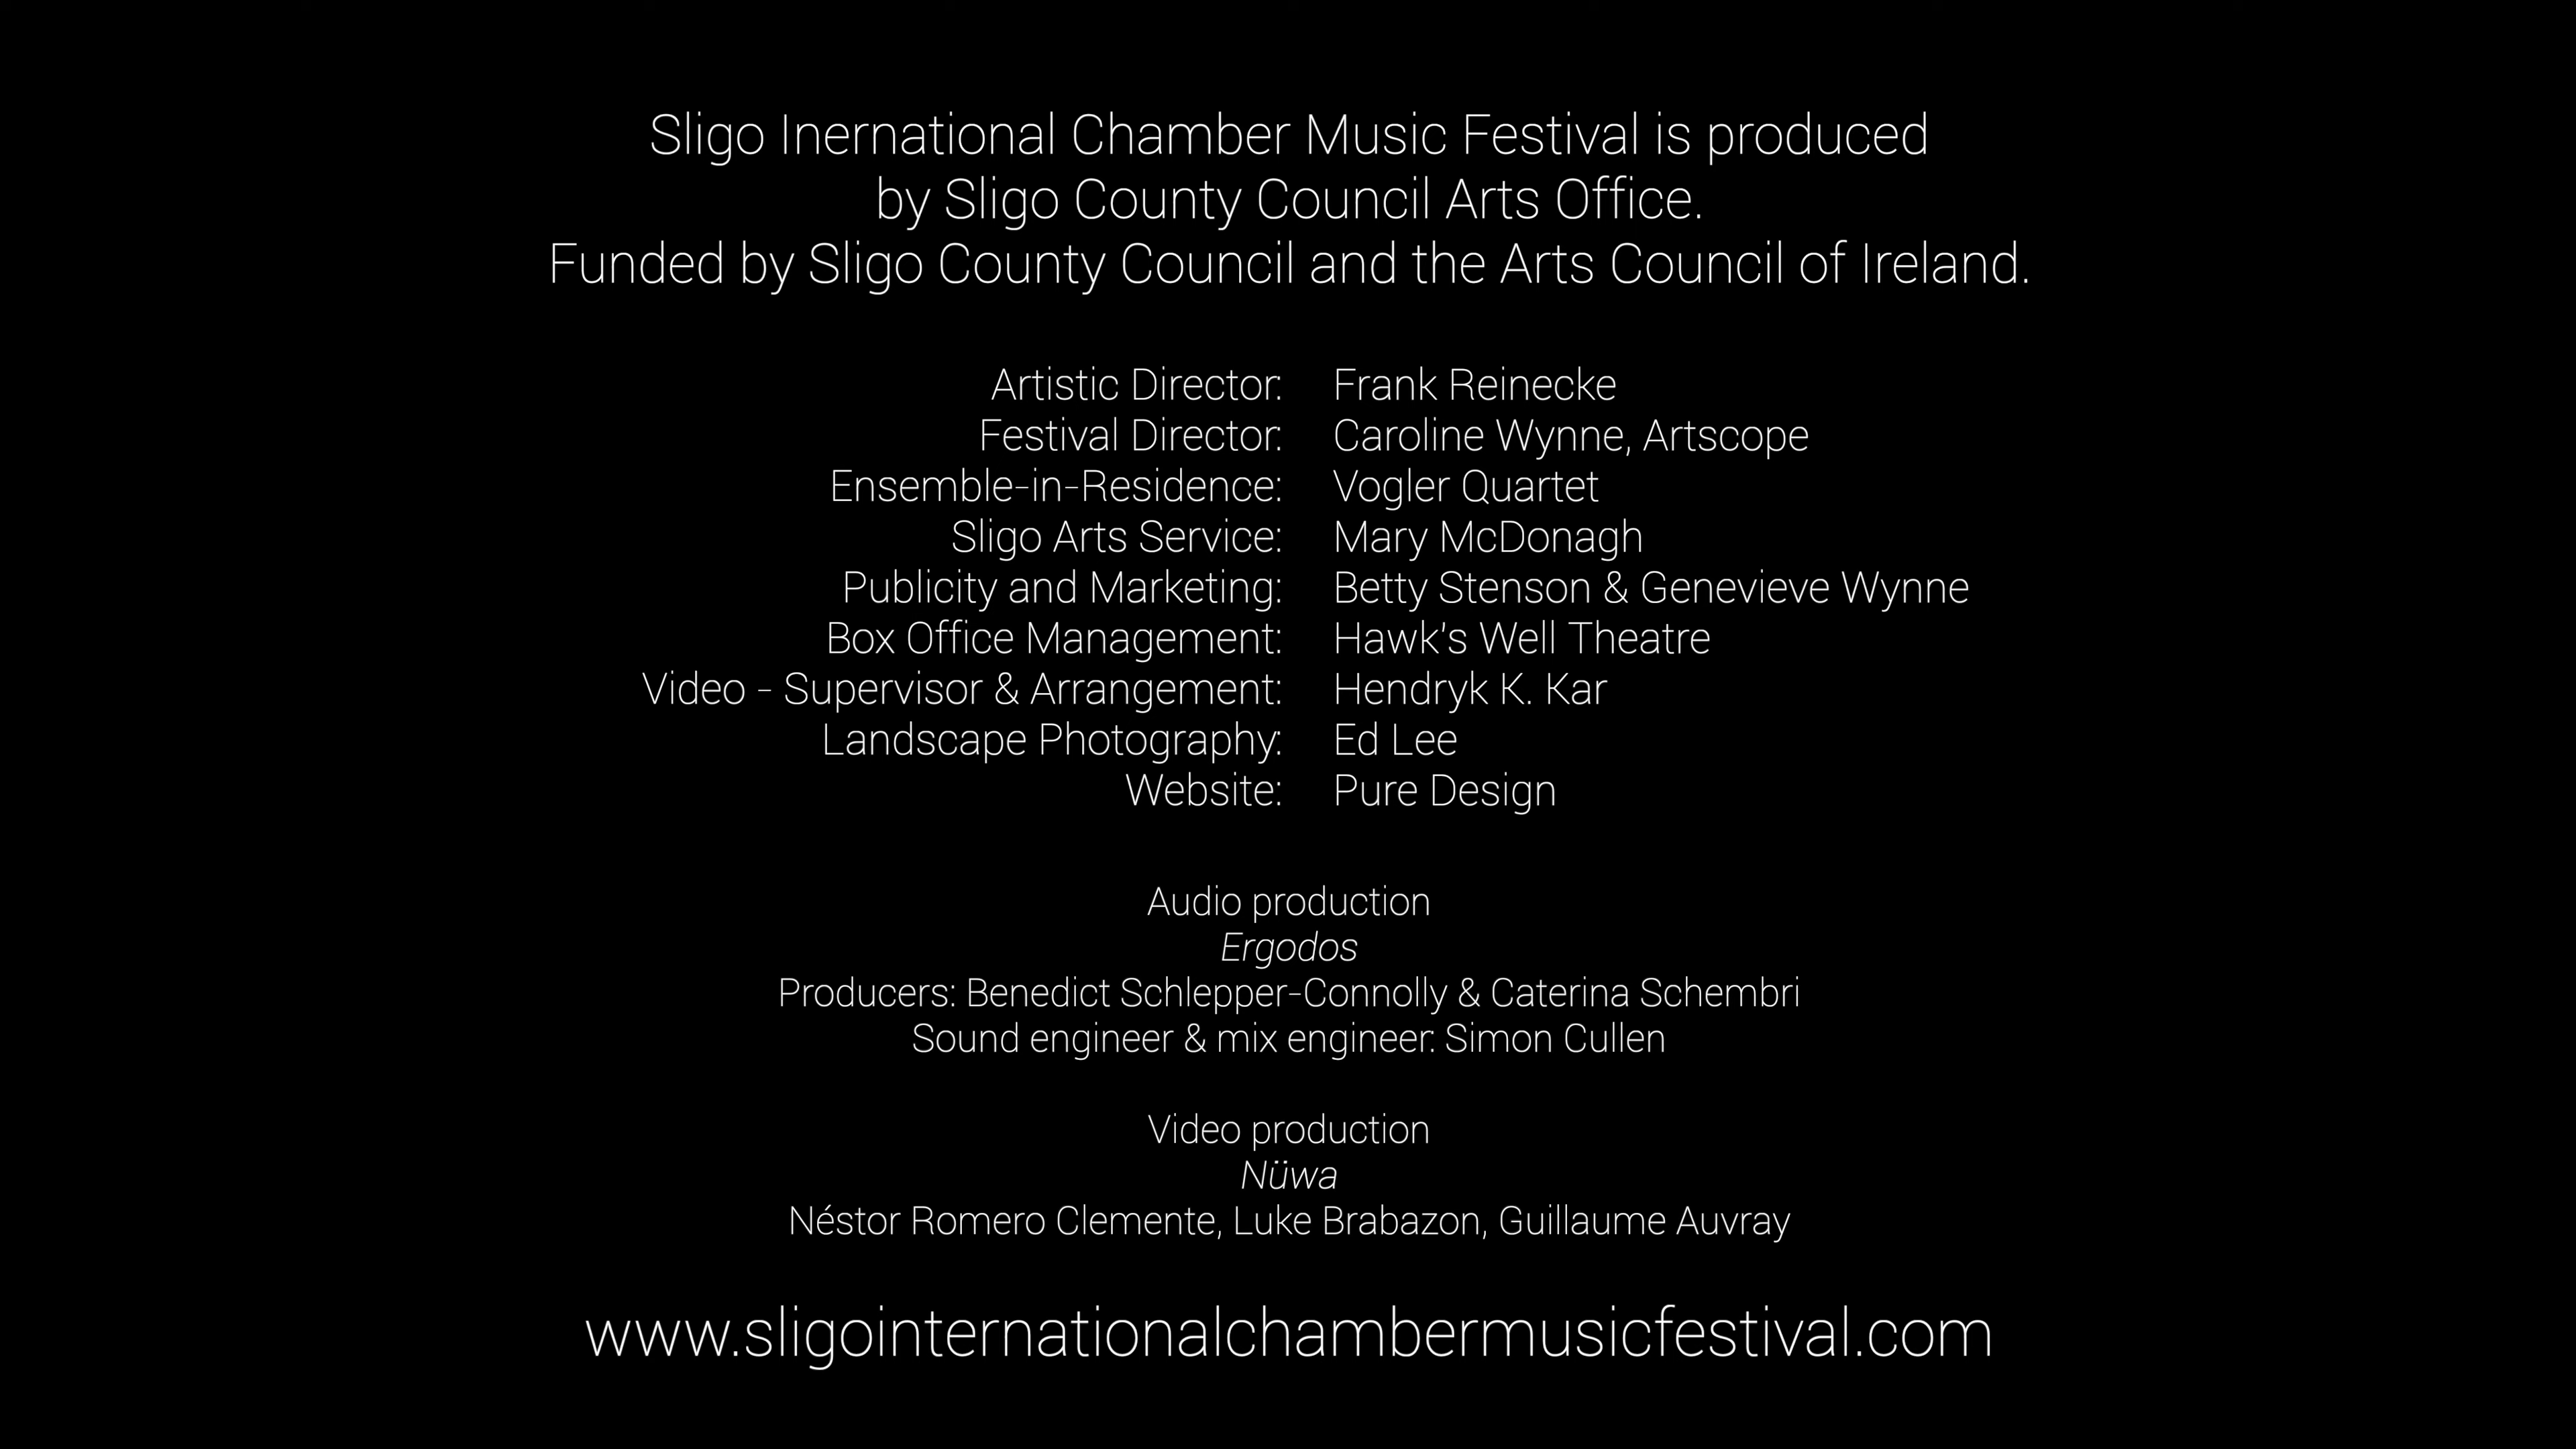 Sligo Inernational Chamber Music Festival is produced
by Sligo County Council Arts Office.
Funded by Sligo County Council and the Arts Council of Ireland.
Artistic Director: Frank Reinecke
Festival Director: Caroline Wynne, Artscope
Ensemble-in-Residence: Vogler Quartet
Sligo Arts Service: Mary McDonagh
Publicity and Marketing: Betty Stenson & Genevieve Wynne
Box Office Management: Hawk's Well Theatre
Video - Supervisor & Arrangement: Hendryk K. Kar
Landscape Photography: Ed Lee
Website: Pure Design
Audio production
Ergodos
Producers: Benedict Schlepper-Connolly & Caterina Schembri
Sound engineer & mix engineer: Simon Cullen
Video production
Nüwa
Néstor Romero Clemente, Luke Brabazon, Guillaume Auvray
www.sligointernationalchambermusicfestival.com